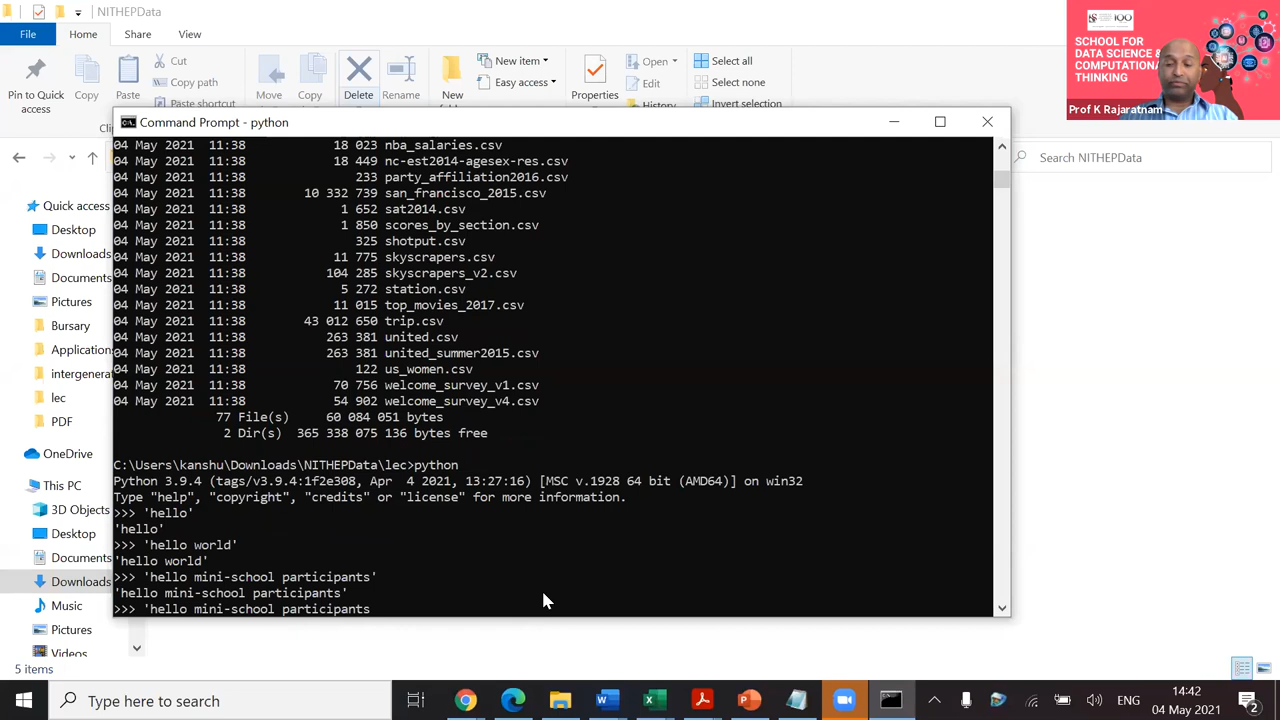 NITHEPData
File
Home
Share
View
Cut
Copy path
Paste shortcut
Pin to Quick access
Copy
Paste
Move
Copy
Delete
Rename
New
New item
Easy access
Properties
Open
Edit
History
Select all
Select none
Invert selection
100
SCHOOL FOR
DATA SCIENCE &
COMPUTATIONA
THINKING
Prof K Rajaratnam
Search NITHEPData
Quick access
Desktop
Downloads
Documents
Pictures
Bursary
Application
intergenera
lec
PDF
OneDrive
This PC
3D Objects
Desktop
Documents
Downloads
Music
Pictures
Videos
5 items
Command Prompt - python
04 May 2021 11:38 18 023 nba_salaries.csv
04 May 2021 11:38 18 449 nc-est2014-agesex-res.csv
04 May 2021 11:38 233 party_affiliation2016.csv
04 May 2021 11:38 10 332 739 san_francisco_2015.csv
04 May 2021 11:38 1 652 sat2014.csv
04 May 2021 11:38 1 850 scores_by_section.csv
04 May 2021 11:38 325 shotput.csv
04 May 2021 11:38 11 775 skyscrapers.csv
04 May 2021 11:38 104 285 skyscrapers_v2.csv
04 May 2021 11:38 5 272 station.csv
04 May 2021 11:38 11 015 top_movies_2017.csv
04 May 2021 11:38 43 012 650 trip.csv
04 May 2021 11:38 263 381 united.csv
04 May 2021 11:38 263 381 united_summer2015.csv
04 May 2021 11:38 122 us_women.csv
04 May 2021 11:38 70 756 welcome_survey_v1.csv
04 May 2021 11:38 54 902 welcome_survey_v4.csv
77 File(s) 60 084 051 bytes
2 Dir(s) 365 338 075 136 bytes free
C:\Users\kanshu\Downloads\NITHEPData\lec>python
Python 3.9.4 (tags/v3.9.4:1f2e308, Apr 4 2021, 13:27:16) [MSC v.1928 64 bit (AMD64)] on win32
Type "help", "copyright", "credits" or "license" for more information.
>>> 'hello'
'hello'
>>> 'hello world'
'hello world'
>>> 'hello mini-school participants'
'hello mini-school participants'
>>> 'hello mini-school participants
Type here to search
ENG
14:42
04 May 2021
2